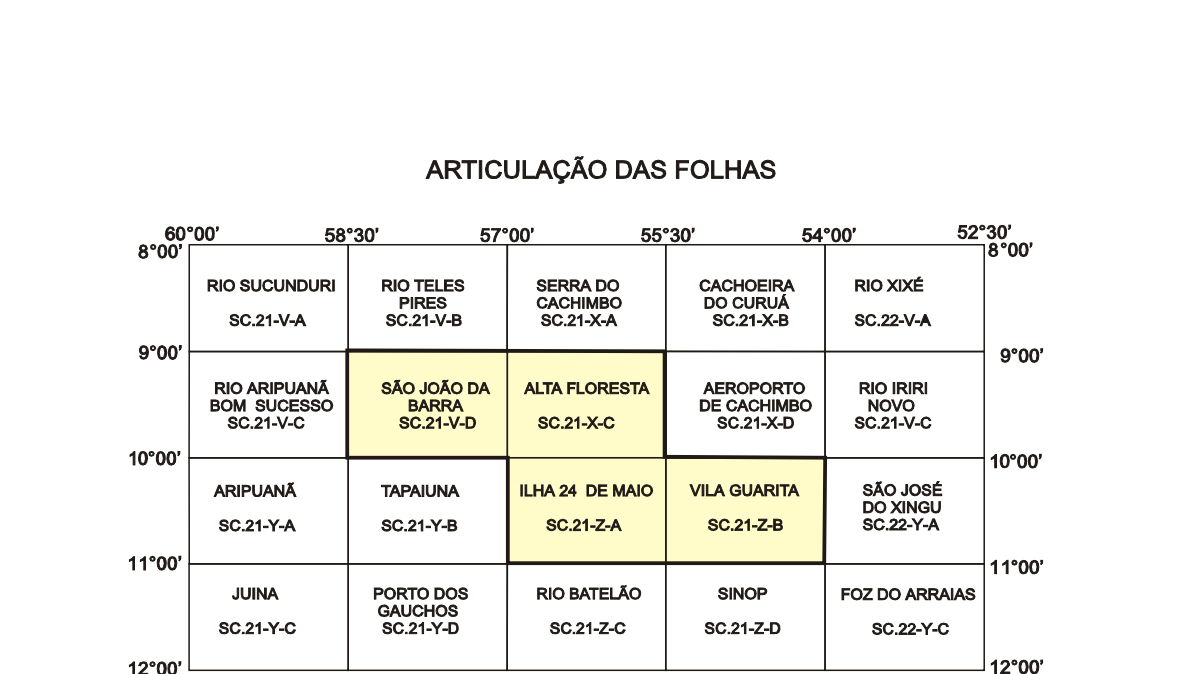 ARTICULAÇÃO DAS FOLHAS
60°00' 58°30' 57°00' 55°30' 54°00' 52°30'
8°00' 8°00'
RIO SUCUNDURI
SC.21-V-A
RIO TELES
PIRES
SC.21-V-B
SERRA DO
CACHIMBO
SC.21-X-A
CACHOEIRA
DO CURUÁ
SC.21-X-B
RIO XIXÉ
SC.22-V-A
9°00' 9°00'
RIO ARIPUANÃ
BOM SUCESSO
SC.21-V-C
SÃO JOÃO DA
BARRA
SC.21-V-D
ALTA FLORESTA
SC.21-X-C
AEROPORTO
DE CACHIMBO
SC.21-X-D
RIO IRIRI
NOVO
SC.21-V-C
10°00' 10°00'
ARIPUANÃ
SC.21-Y-A
TAPAIUNA
SC.21-Y-B
ILHA 24 DE MAIO
SC.21-Z-A
VILA GUARITA
SC.21-Z-B
SÃO JOSÉ
DO XINGU
SC.22-Y-A
11°00' 11°00'
JUINA
SC.21-Y-C
PORTO DOS
GAUCHOS
SC.21-Y-D
RIO BATELÃO
SC.21-Z-C
SINOP
SC.21-Z-D
FOZ DO ARRAIAS
SC.22-Y-C
12°00' 12°00'